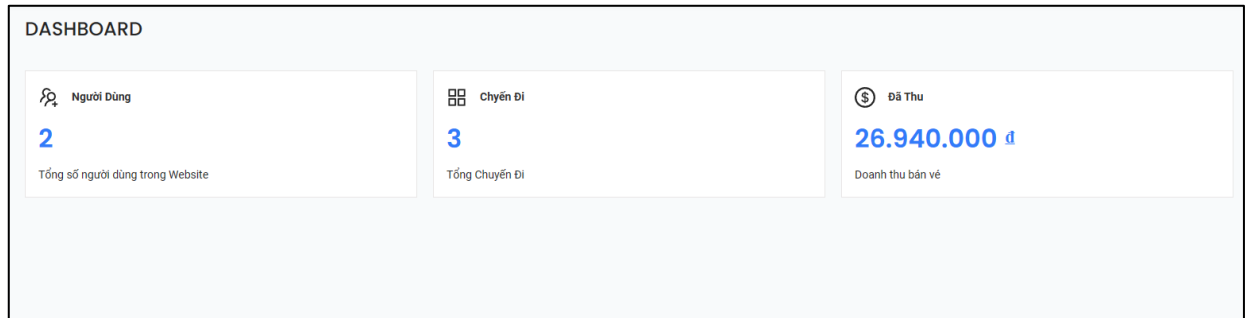 DASHBOARD
Người Dùng
2
Tổng số người dùng trong Website
Chyến Đi
3
Tổng Chuyến Đi
Đã Thu
26.940.000 ₫
Doanh thu bán vé